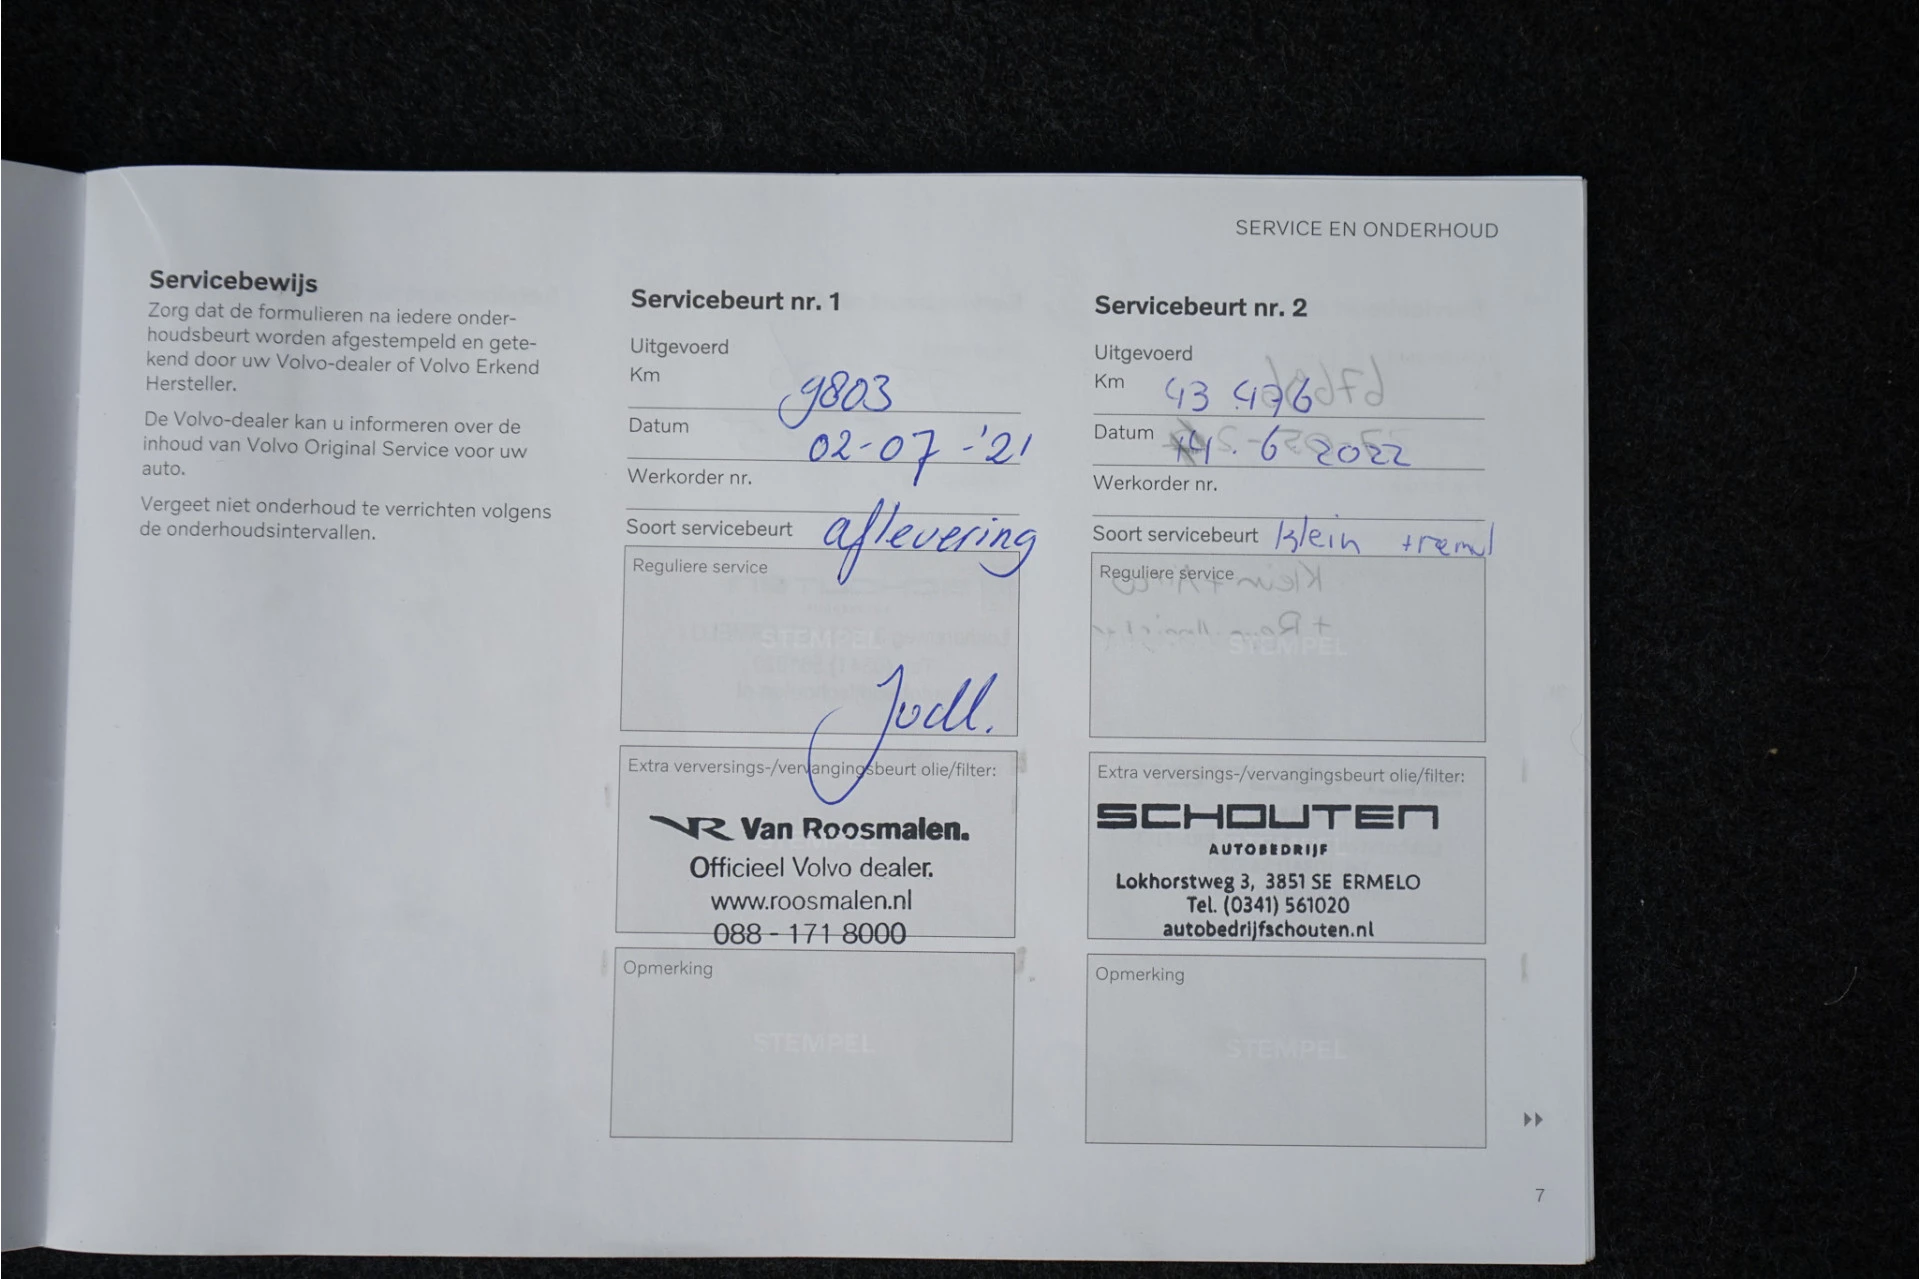 SERVICE EN ONDERHOUD
Servicebewijs
Zorg dat de formulieren na iedere onder-
houdsbeurt worden afgestempeld en gete-
kend door uw Volvo-dealer of Volvo Erkend
Hersteller.
De Volvo-dealer kan u informeren over de
inhoud van Volvo Original Service voor uw
auto.
Vergeet niet onderhoud te verrichten volgens
de onderhoudsintervallen.
Servicebeurt nr. 1
Uitgevoerd
Km 9803
Datum 02-07-'21
Werkorder nr.
Soort servicebeurt aflevering
Reguliere service
STEMPEL
Extra verversings-/vervangingsbeurt olie/filter:
VR Van Roosmalen.
Officieel Volvo dealer.
www.roosmalen.nl
088 - 171 8000
Opmerking
STEMPEL
Servicebeurt nr. 2
Uitgevoerd
Km 43 476
Datum 14.6 2022
Werkorder nr.
Soort servicebeurt klein
Reguliere service
STEMPEL
Extra verversings-/vervangingsbeurt olie/filter:
SCHOUTEN
AUTOBEDRIJF
Lokhorstweg 3, 3851 SE ERMELO
Tel. (0341) 561020
autobedrijfschouten.nl
Opmerking
STEMPEL
7